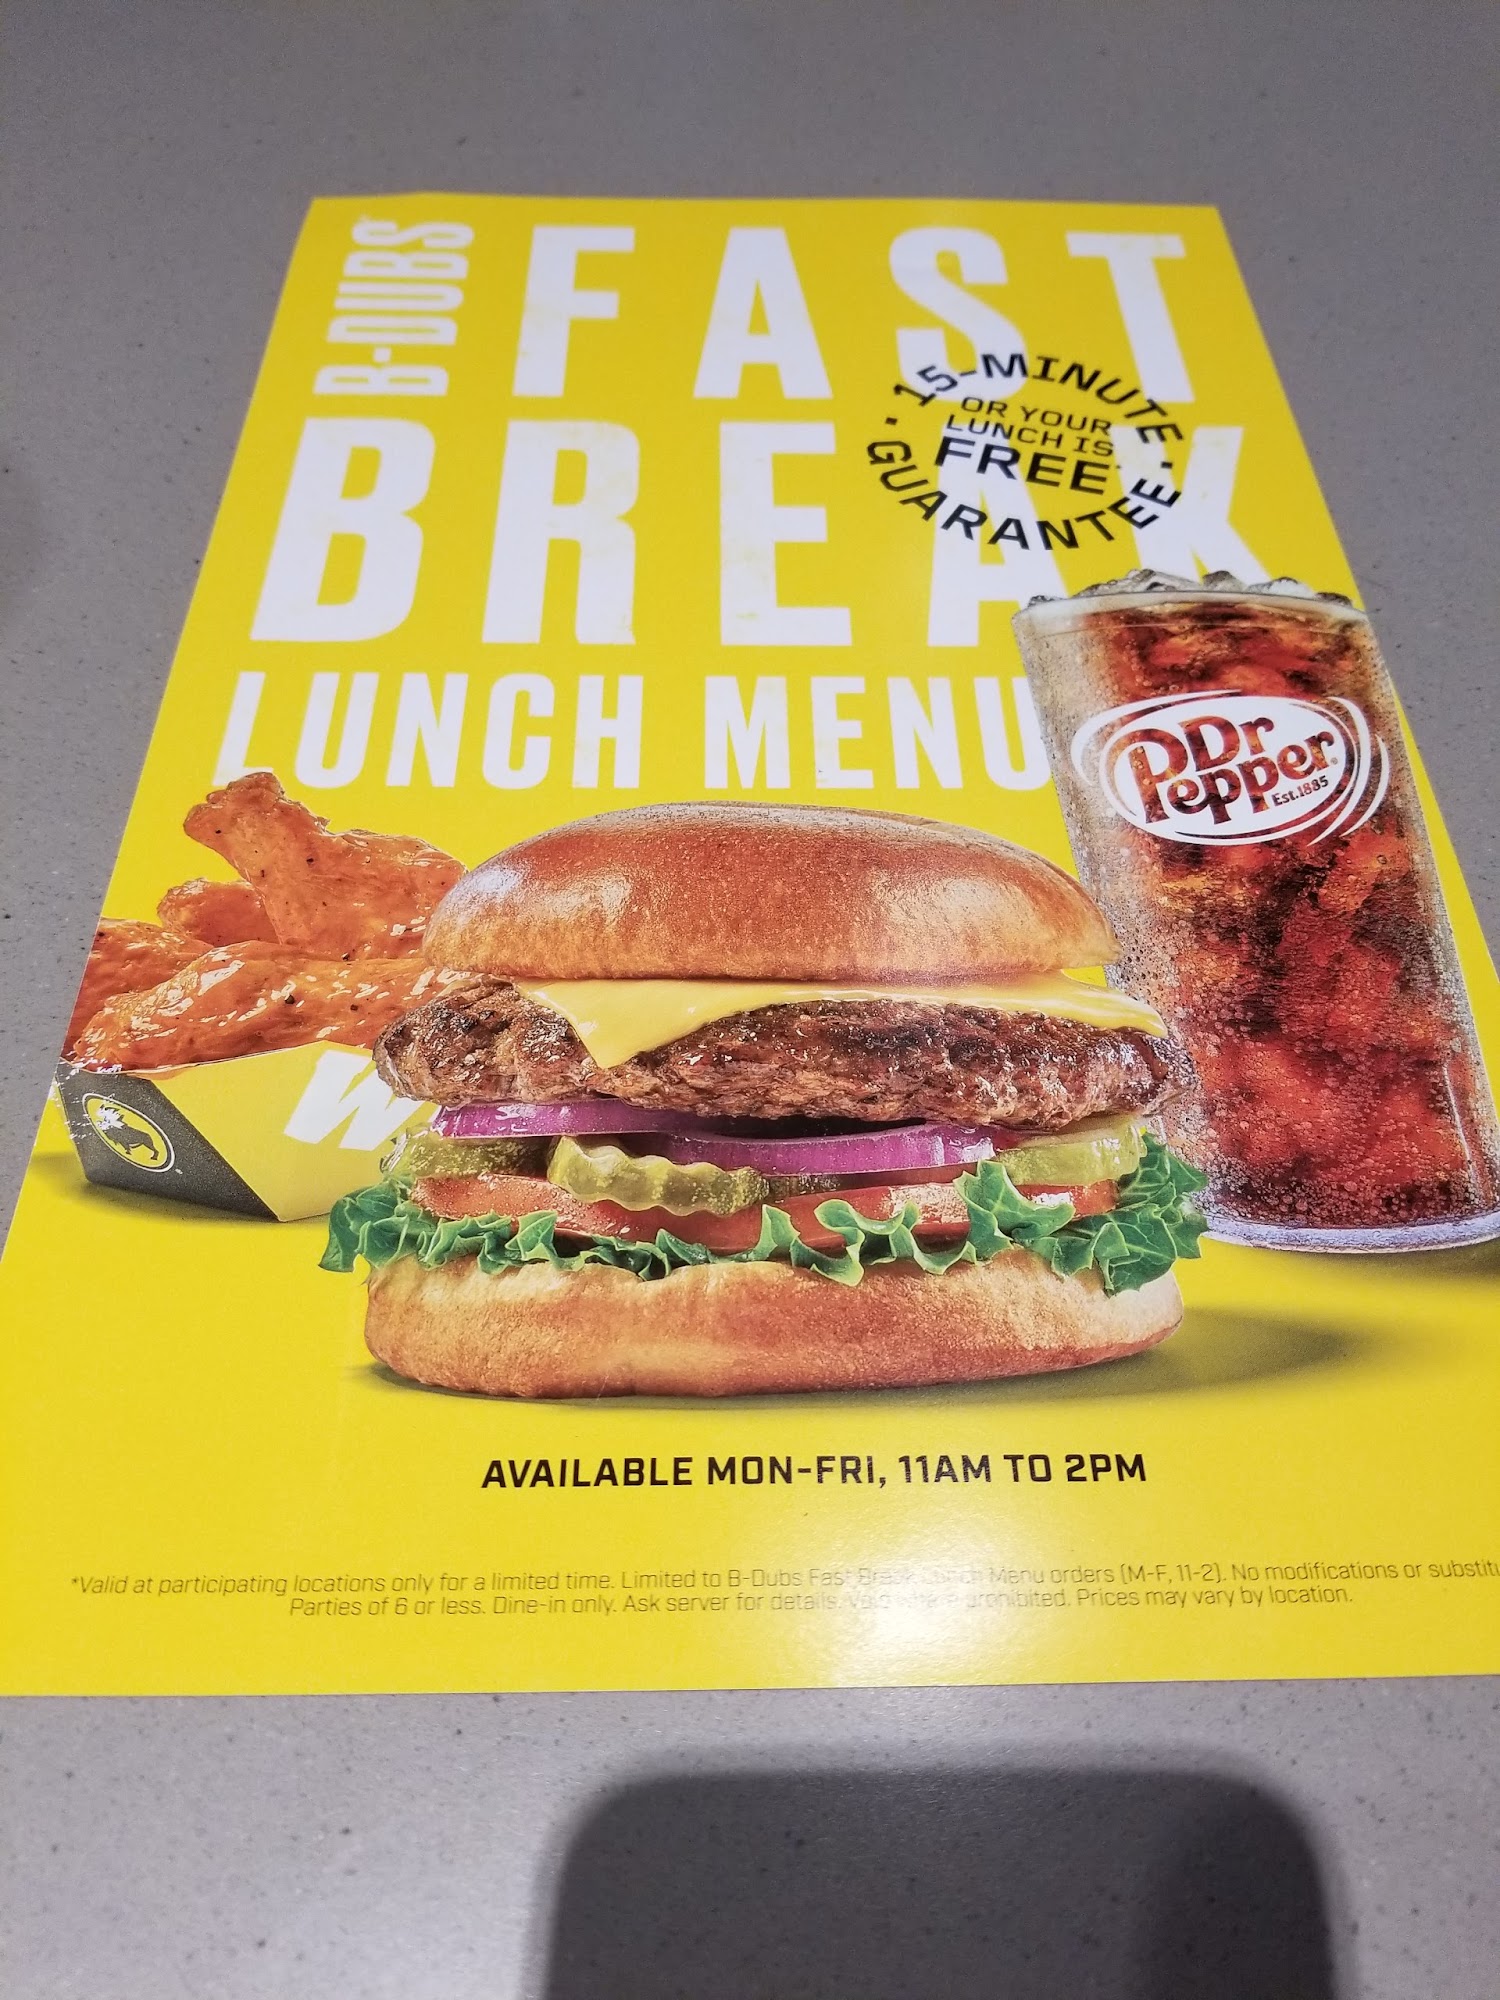 B-DUBS
FAST
BREAK
LUNCH MENU
15-MINUTE
OR YOUR
LUNCH IS
FREE
GUARANTEE
Dr
Pepper
Est.1885
W
AVAILABLE MON-FRI, 11AM TO 2PM
*Valid at participating locations only for a limited time. Limited to B-Dubs Fast Break Lunch Menu orders (M-F, 11-2). No modifications or substitu
Parties of 6 or less. Dine-in only. Ask server for details. prohibited. Prices may vary by location.